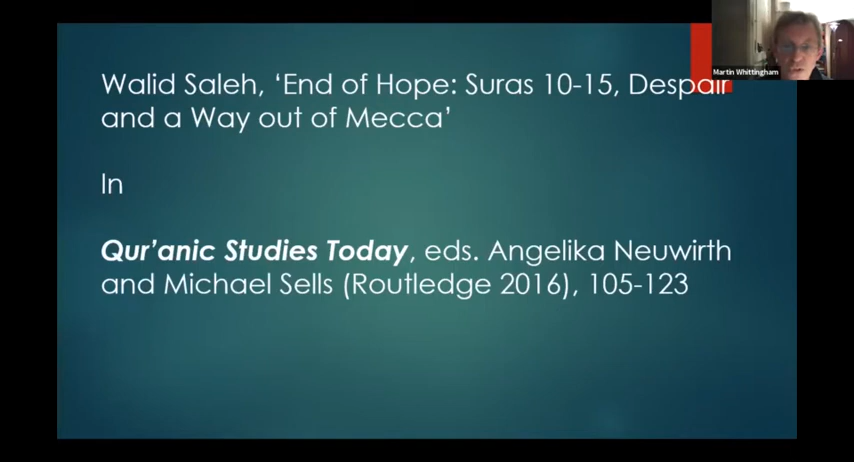 Walid Saleh, ‘End of Hope: Suras 10-15, Despair
and a Way out of Mecca’
In
Qur’anic Studies Today, eds. Angelika Neuwirth
and Michael Sells (Routledge 2016), 105-123
Martin Whittingham